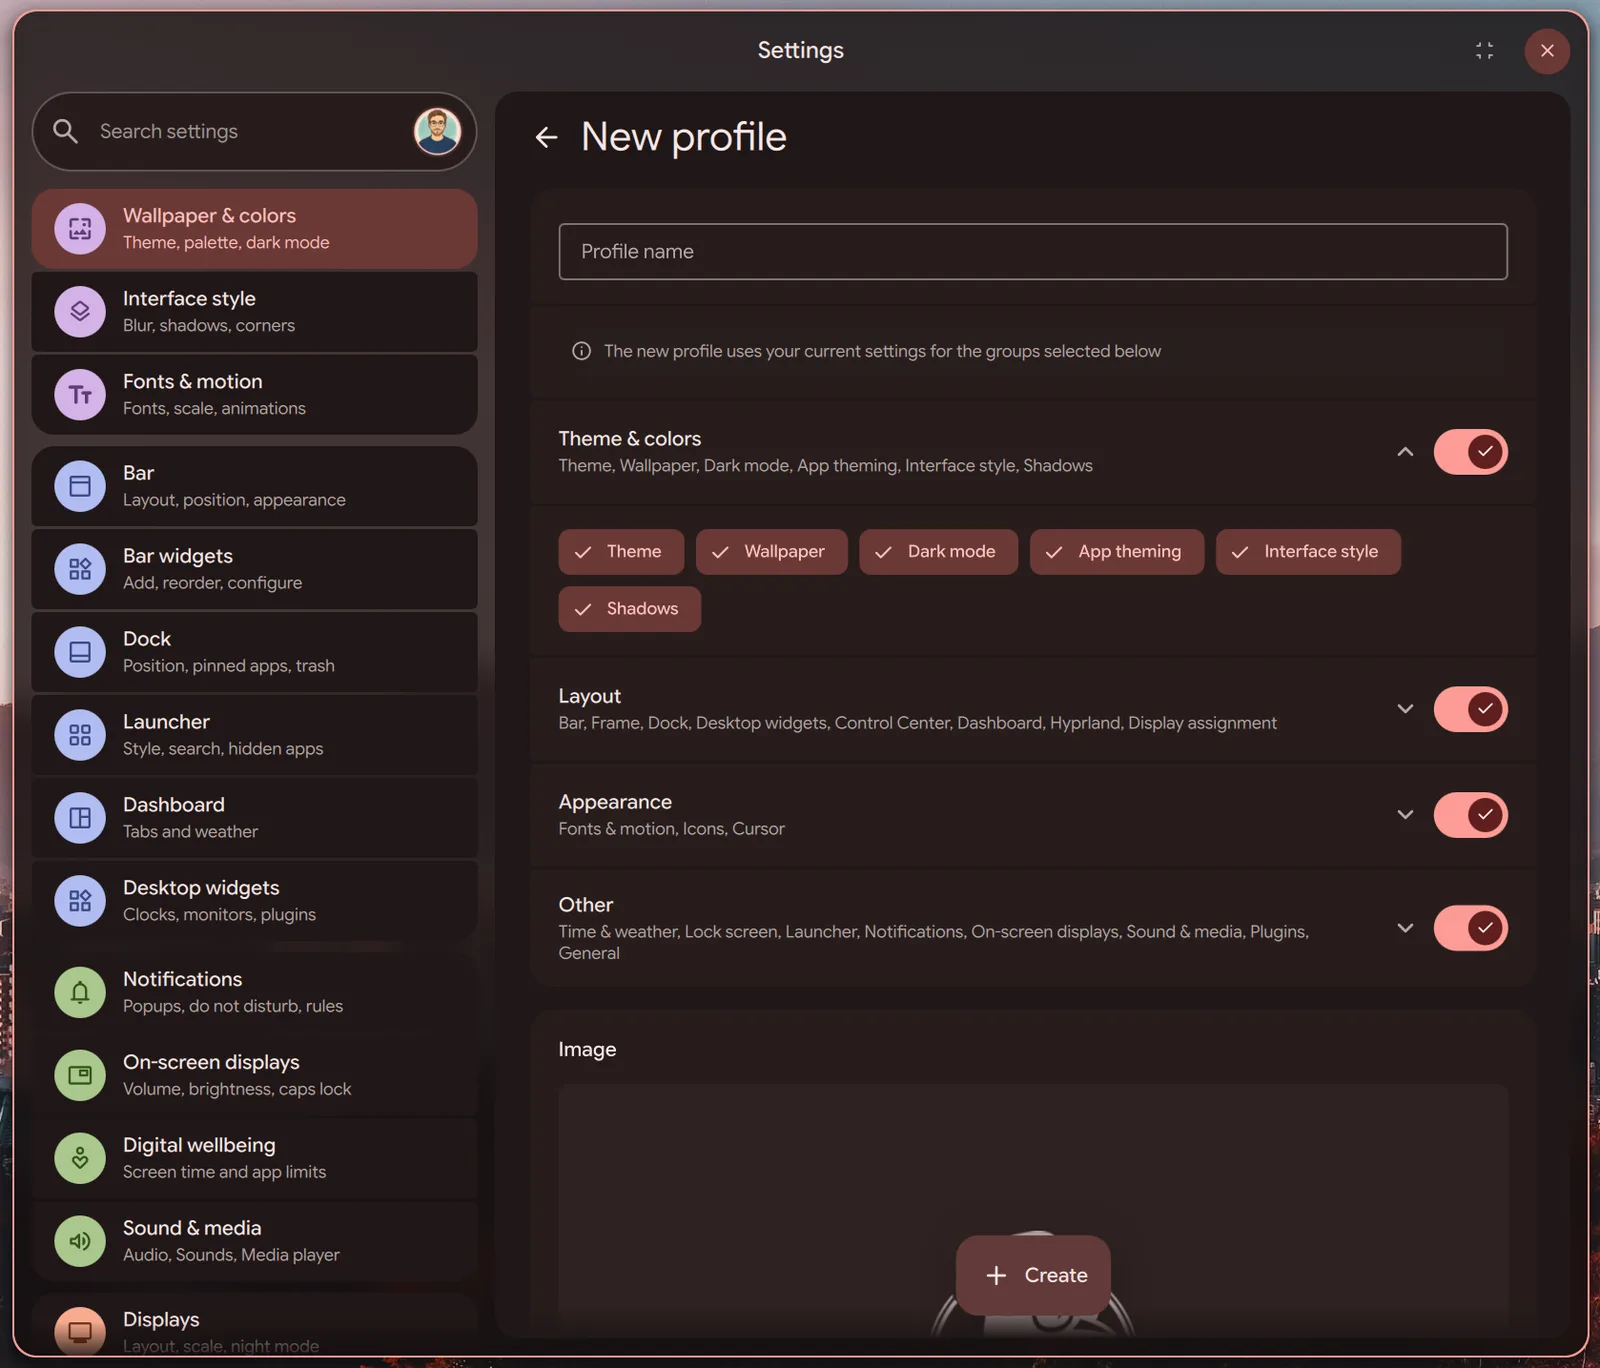 Settings
Search settings
Wallpaper & colors
Theme, palette, dark mode
Interface style
Blur, shadows, corners
Fonts & motion
Fonts, scale, animations
Bar
Layout, position, appearance
Bar widgets
Add, reorder, configure
Dock
Position, pinned apps, trash
Launcher
Style, search, hidden apps
Dashboard
Tabs and weather
Desktop widgets
Clocks, monitors, plugins
Notifications
Popups, do not disturb, rules
On-screen displays
Volume, brightness, caps lock
Digital wellbeing
Screen time and app limits
Sound & media
Audio, Sounds, Media player
Displays
Layout, scale, night mode
New profile
Profile name
The new profile uses your current settings for the groups selected below
Theme & colors
Theme, Wallpaper, Dark mode, App theming, Interface style, Shadows
Theme
Wallpaper
Dark mode
App theming
Interface style
Shadows
Layout
Bar, Frame, Dock, Desktop widgets, Control Center, Dashboard, Hyprland, Display assignment
Appearance
Fonts & motion, Icons, Cursor
Other
Time & weather, Lock screen, Launcher, Notifications, On-screen displays, Sound & media, Plugins,
General
Image
Create